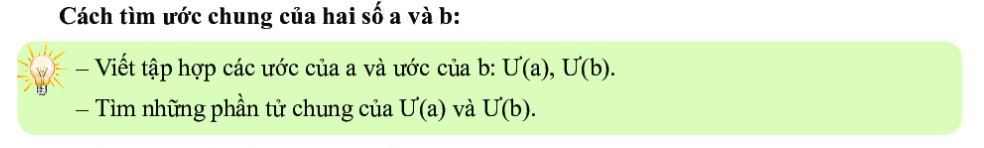 Cách tìm ước chung của hai số a và b:
– Viết tập hợp các ước của a và ước của b: Ư(a), Ư(b).
– Tìm những phần tử chung của Ư(a) và Ư(b).